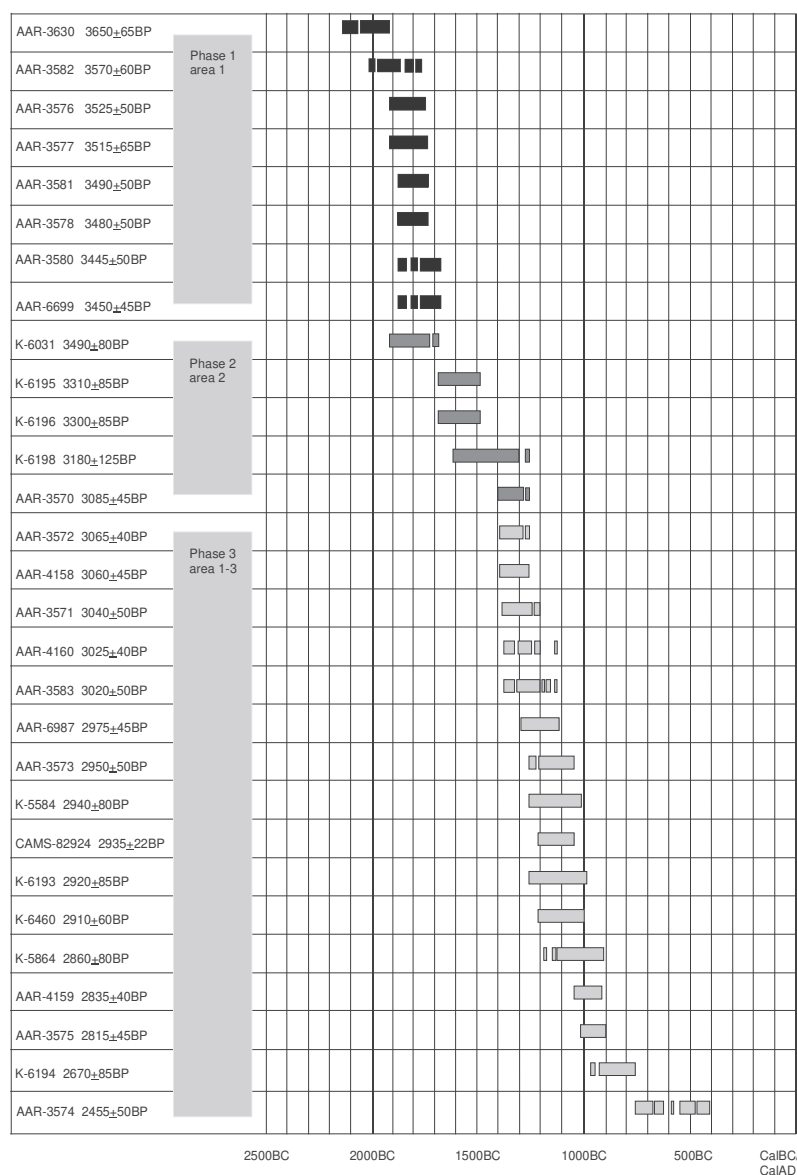 AAR-3630 3650±65BP
Phase 1
area 1
AAR-3582 3570±60BP
AAR-3576 3525±50BP
AAR-3577 3515±65BP
AAR-3581 3490±50BP
AAR-3578 3480±50BP
AAR-3580 3445±50BP
AAR-6699 3450±45BP
K-6031 3490±80BP
Phase 2
area 2
K-6195 3310±85BP
K-6196 3300±85BP
K-6198 3180±125BP
AAR-3570 3085±45BP
AAR-3572 3065±40BP
Phase 3
area 1-3
AAR-4158 3060±45BP
AAR-3571 3040±50BP
AAR-4160 3025±40BP
AAR-3583 3020±50BP
AAR-6987 2975±45BP
AAR-3573 2950±50BP
K-5584 2940±80BP
CAMS-82924 2935±22BP
K-6193 2920±85BP
K-6460 2910±60BP
K-5864 2860±80BP
AAR-4159 2835±40BP
AAR-3575 2815±45BP
K-6194 2670±85BP
AAR-3574 2455±50BP
2500BC 2000BC 1500BC 1000BC 500BC CalBC/
CalAD